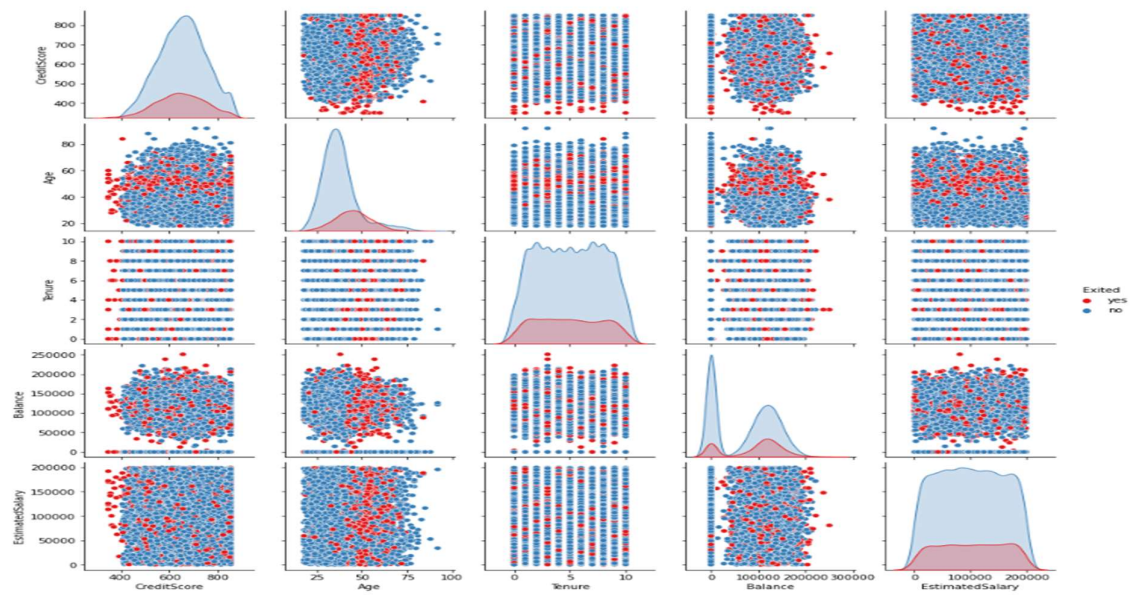 800
700
600
500
400
CreditScore
80
60
40
20
Age
10
8
6
4
2
0
Tenure
250000
200000
150000
100000
50000
0
Balance
200000
150000
100000
50000
0
EstimatedSalary
400 600 800
CreditScore
25 50 75 100
Age
0 5 10
Tenure
0 100000 200000 300000
Balance
0 100000 200000
EstimatedSalary
Exited
yes
no